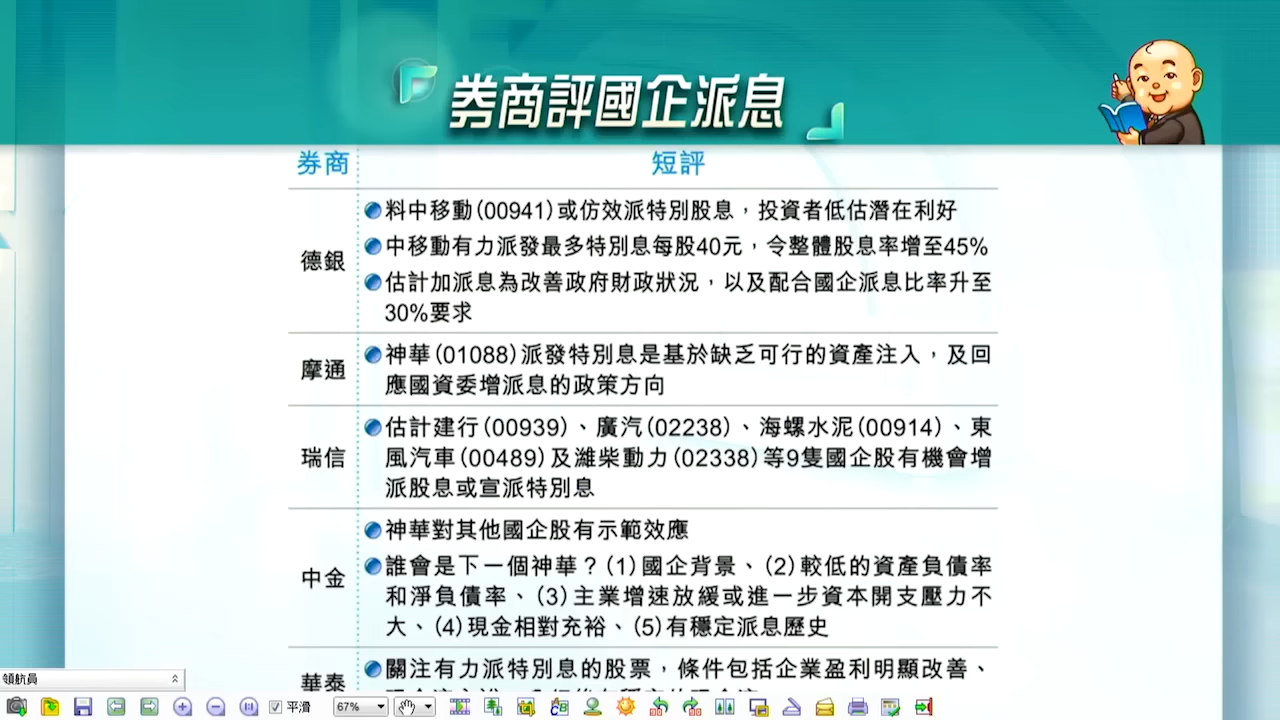 券商評國企派息
券商 短評
德銀
料中移動(00941)或仿效派特別股息，投資者低估潛在利好
中移動有力派發最多特別息每股40元，令整體股息率增至45%
估計加派息為改善政府財政狀況，以及配合國企派息比率升至
30%要求
摩通
神華(01088)派發特別息是基於缺乏可行的資產注入，及回
應國資委增派息的政策方向
瑞信
估計建行(00939)、廣汽(02238)、海螺水泥(00914)、東
風汽車(00489)及濰柴動力(02338)等9隻國企股有機會增
派股息或宣派特別息
中金
神華對其他國企股有示範效應
誰會是下一個神華？(1)國企背景、(2)較低的資產負債率
和淨負債率、(3)主業增速放緩或進一步資本開支壓力不
大、(4)現金相對充裕、(5)有穩定派息歷史
華泰
關注有力派特別息的股票，條件包括企業盈利明顯改善、
領航員
平滑
67%